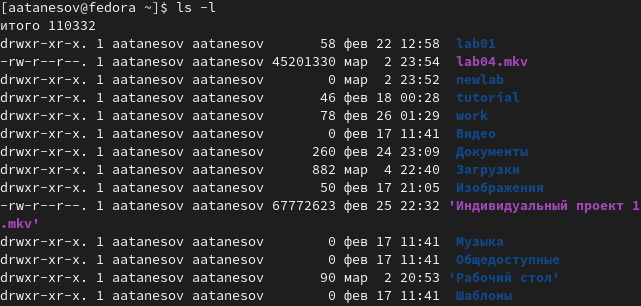 [aatanesov@fedora ~]$ ls -l
итого 110332
drwxr-xr-x. 1 aatanesov aatanesov       58 фев 22 12:58  lab01
-rw-r--r--. 1 aatanesov aatanesov 45201330 мар  2 23:54  lab04.mkv
drwxr-xr-x. 1 aatanesov aatanesov        0 мар  2 23:52  newlab
drwxr-xr-x. 1 aatanesov aatanesov       46 фев 18 00:28  tutorial
drwxr-xr-x. 1 aatanesov aatanesov       78 фев 26 01:29  work
drwxr-xr-x. 1 aatanesov aatanesov        0 фев 17 11:41  Видео
drwxr-xr-x. 1 aatanesov aatanesov      260 фев 24 23:09  Документы
drwxr-xr-x. 1 aatanesov aatanesov      882 мар  4 22:40  Загрузки
drwxr-xr-x. 1 aatanesov aatanesov       50 фев 17 21:05  Изображения
-rw-r--r--. 1 aatanesov aatanesov 67772623 фев 25 22:32 'Индивидуальный проект 1
.mkv'
drwxr-xr-x. 1 aatanesov aatanesov        0 фев 17 11:41  Музыка
drwxr-xr-x. 1 aatanesov aatanesov        0 фев 17 11:41  Общедоступные
drwxr-xr-x. 1 aatanesov aatanesov       90 мар  2 20:53 'Рабочий стол'
drwxr-xr-x. 1 aatanesov aatanesov        0 фев 17 11:41  Шаблоны